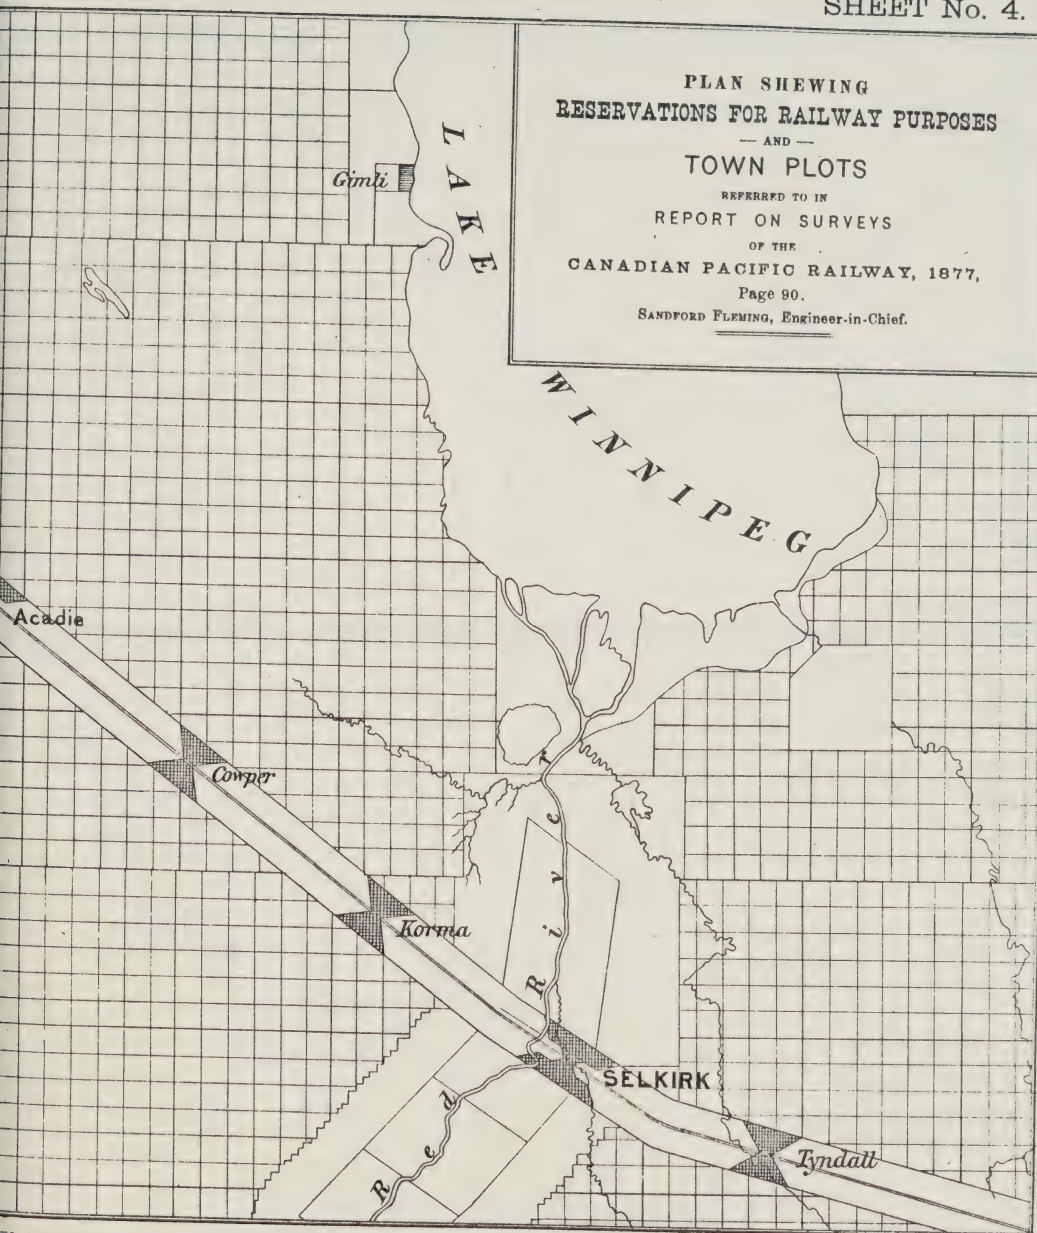 SHEET No. 4.
PLAN SHEWING
RESERVATIONS FOR RAILWAY PURPOSES
— AND —
TOWN PLOTS
REFERRED TO IN
REPORT ON SURVEYS
OF THE
CANADIAN PACIFIC RAILWAY, 1877,
Page 90.
SANDFORD FLEMING, Engineer-in-Chief.
LAKE WINNIPEG
Gimli
Acadie
Cowper
Korma
Red River
SELKIRK
Tyndall